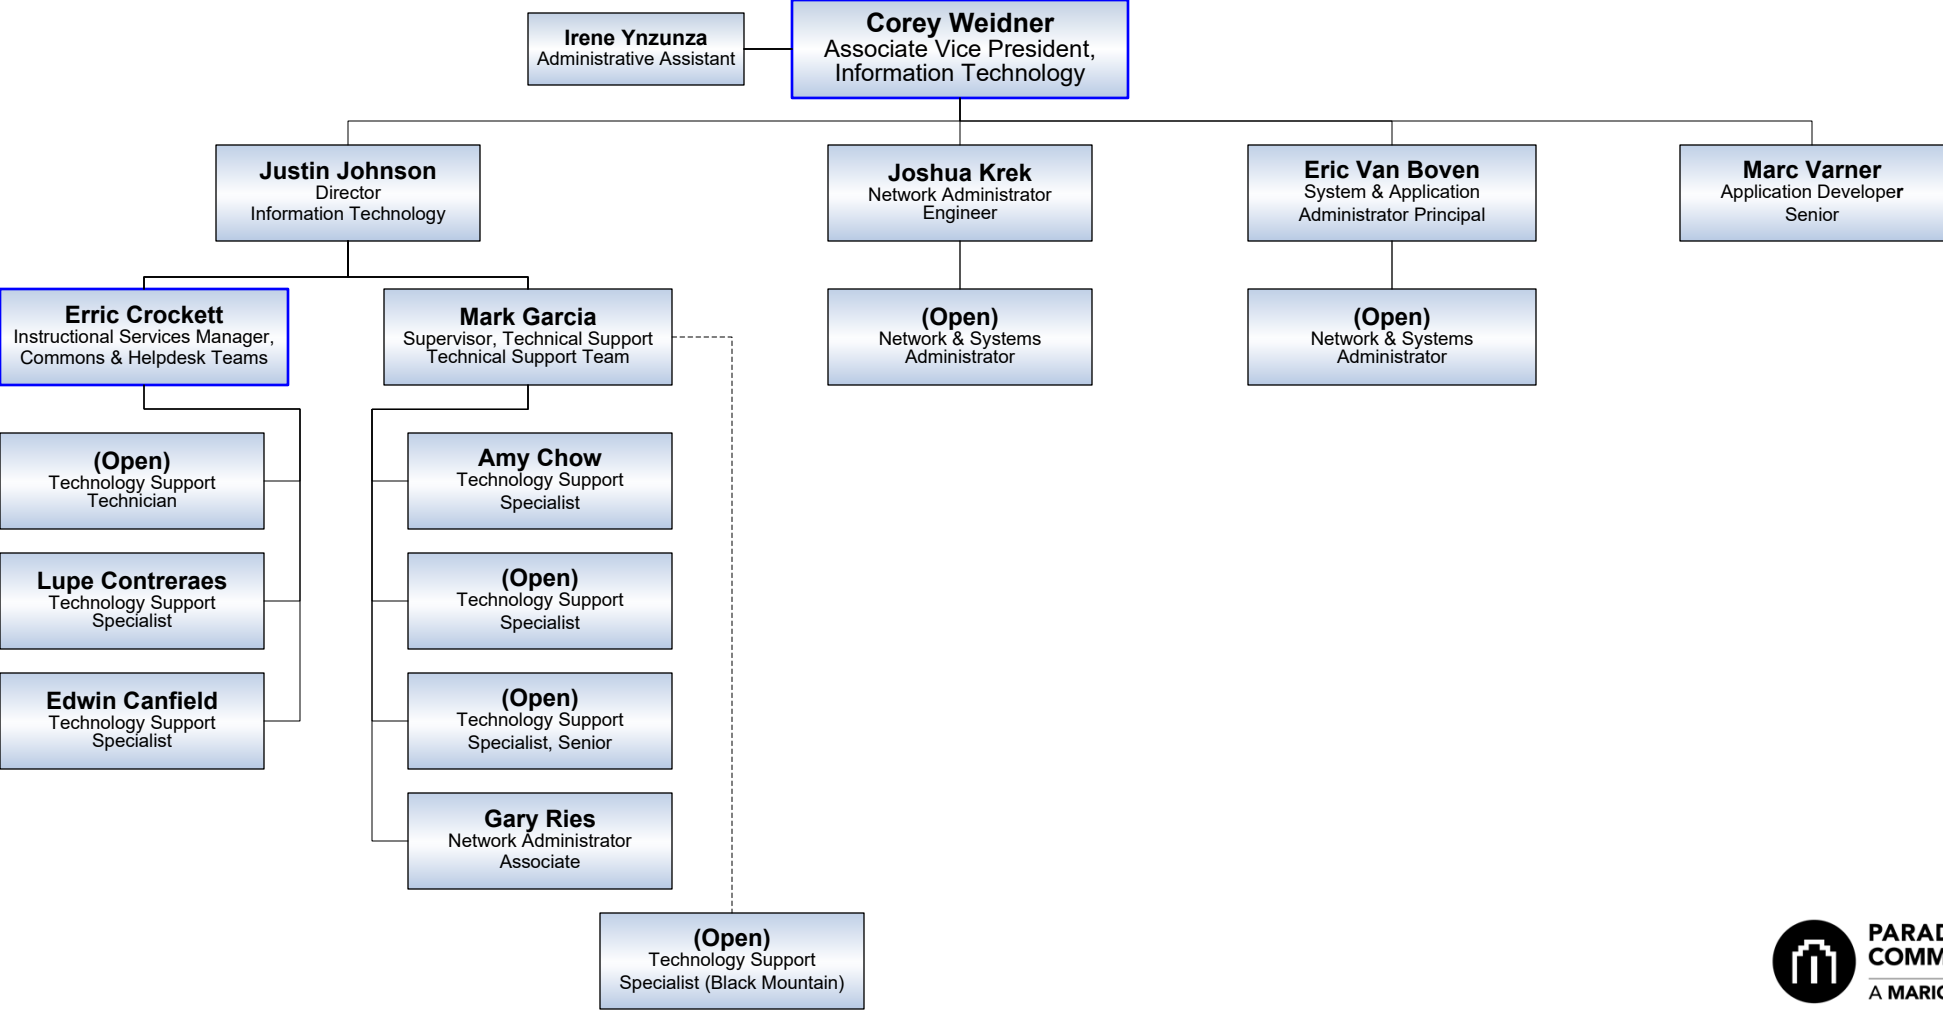 Irene Ynzunza
Administrative Assistant
Corey Weidner
Associate Vice President,
Information Technology
Justin Johnson
Director
Information Technology
Joshua Krek
Network Administrator
Engineer
Eric Van Boven
System & Application
Administrator Principal
Marc Varner
Application Developer
Senior
Erric Crockett
Instructional Services Manager,
Commons & Helpdesk Teams
Mark Garcia
Supervisor, Technical Support
Technical Support Team
(Open)
Network & Systems
Administrator
(Open)
Network & Systems
Administrator
(Open)
Technology Support
Technician
Lupe Contreraes
Technology Support
Specialist
Edwin Canfield
Technology Support
Specialist
Amy Chow
Technology Support
Specialist
(Open)
Technology Support
Specialist
(Open)
Technology Support
Specialist, Senior
Gary Ries
Network Administrator
Associate
(Open)
Technology Support
Specialist (Black Mountain)
A